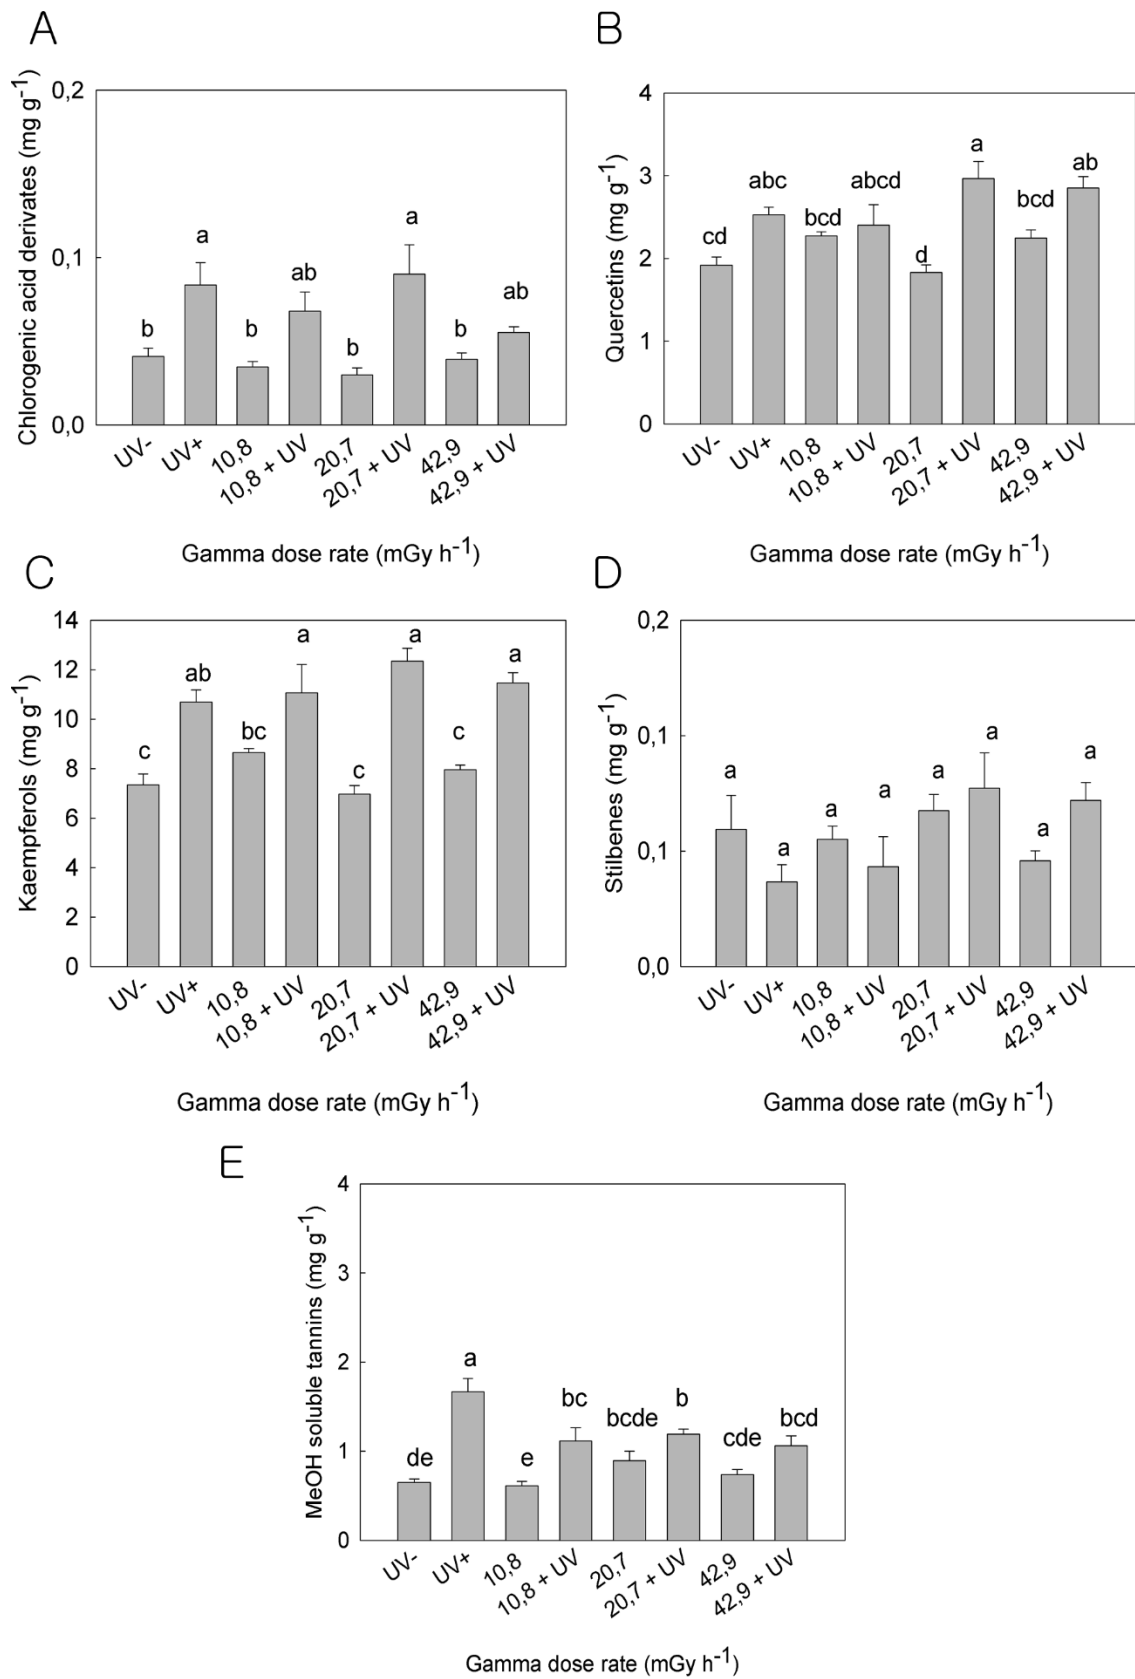 A
Chlorogenic acid derivates (mg g-1)
0,2
0,1
0,0
b
a
b
ab
b
a
b
ab
UV-
UV+
10,8
10,8 + UV
20,7
20,7 + UV
42,9
42,9 + UV
Gamma dose rate (mGy h-1)
B
Quercetins (mg g-1)
4
3
2
1
0
cd
abc
bcd
abcd
d
a
bcd
ab
UV-
UV+
10,8
10,8 + UV
20,7
20,7 + UV
42,9
42,9 + UV
Gamma dose rate (mGy h-1)
C
Kaempferols (mg g-1)
14
12
10
8
6
4
2
0
c
ab
bc
a
c
a
c
a
UV-
UV+
10,8
10,8 + UV
20,7
20,7 + UV
42,9
42,9 + UV
Gamma dose rate (mGy h-1)
D
Stilbenes (mg g-1)
0,2
0,1
0,1
0,0
a
a
a
a
a
a
a
a
UV-
UV+
10,8
10,8 + UV
20,7
20,7 + UV
42,9
42,9 + UV
Gamma dose rate (mGy h-1)
E
MeOH soluble tannins (mg g-1)
4
3
2
1
0
de
a
e
bc
bcde
b
cde
bcd
UV-
UV+
10,8
10,8 + UV
20,7
20,7 + UV
42,9
42,9 + UV
Gamma dose rate (mGy h-1)